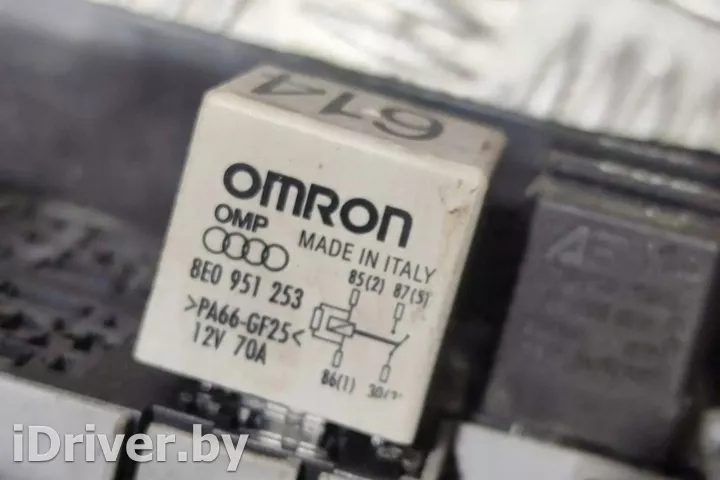 614
OMRON
OMP
MADE IN ITALY
8E0 951 253
85(2) 87(5)
>PA66-GF25<
12V 70A
86(1)
iDriver.by